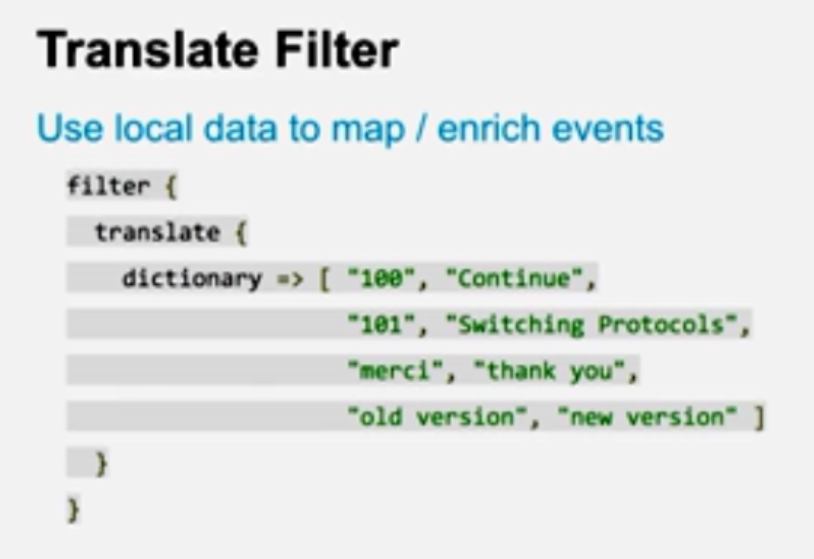 Translate Filter
Use local data to map / enrich events
filter {
translate {
dictionary => [ "100", "Continue",
"101", "Switching Protocols",
"merci", "thank you",
"old version", "new version" ]
}
}